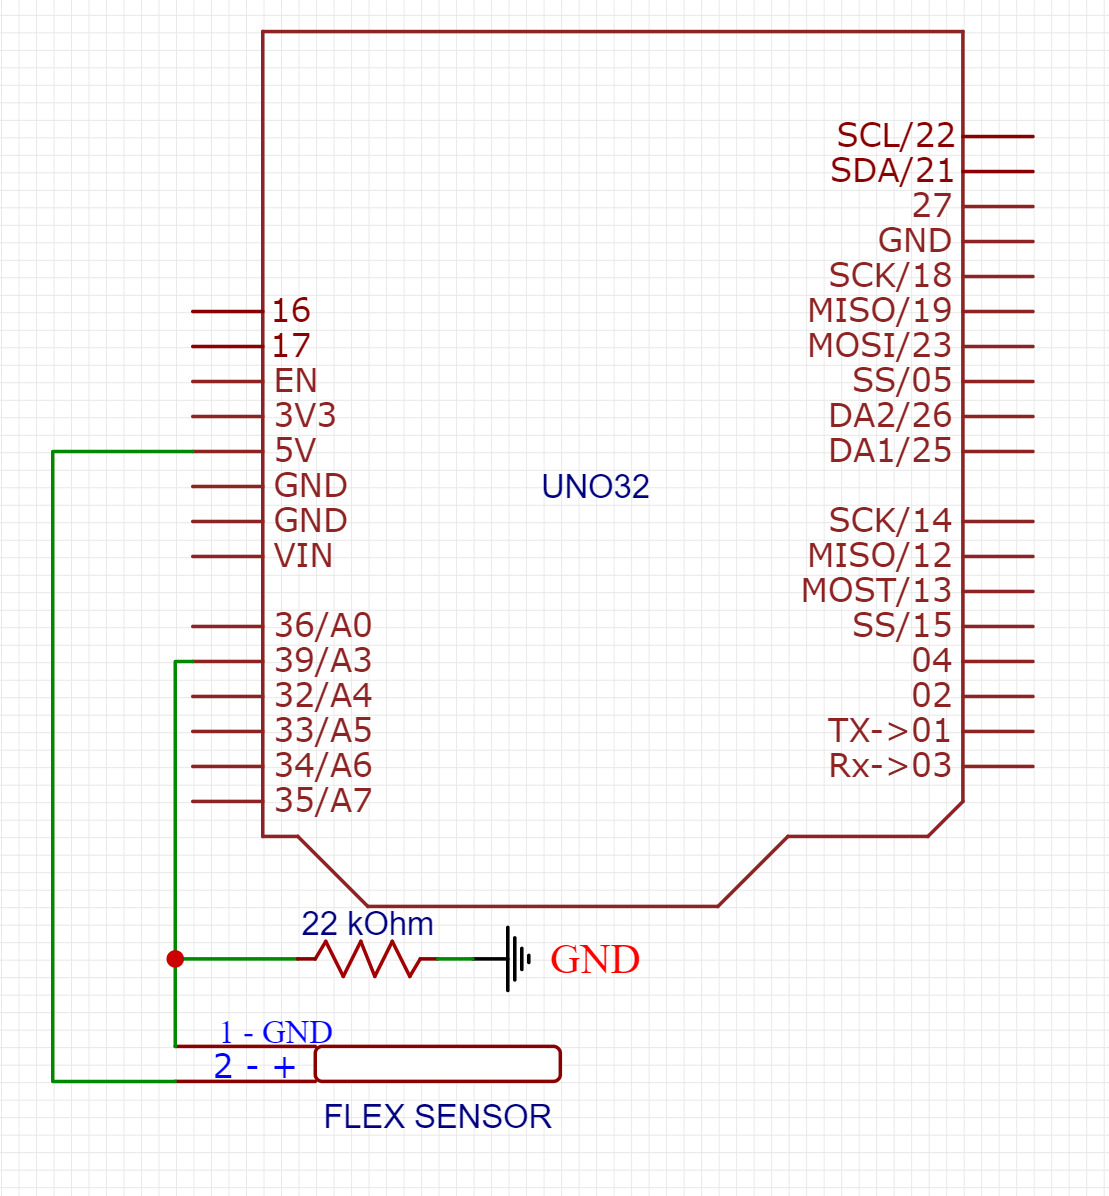 SCL/22
SDA/21
27
GND
SCK/18
16
MISO/19
17
MOSI/23
EN
SS/05
3V3
DA2/26
5V
DA1/25
GND
UNO32
GND
SCK/14
VIN
MISO/12
MOST/13
36/A0
SS/15
39/A3
04
32/A4
02
33/A5
TX->01
34/A6
Rx->03
35/A7
22 kOhm
GND
1 - GND
2 - +
FLEX SENSOR